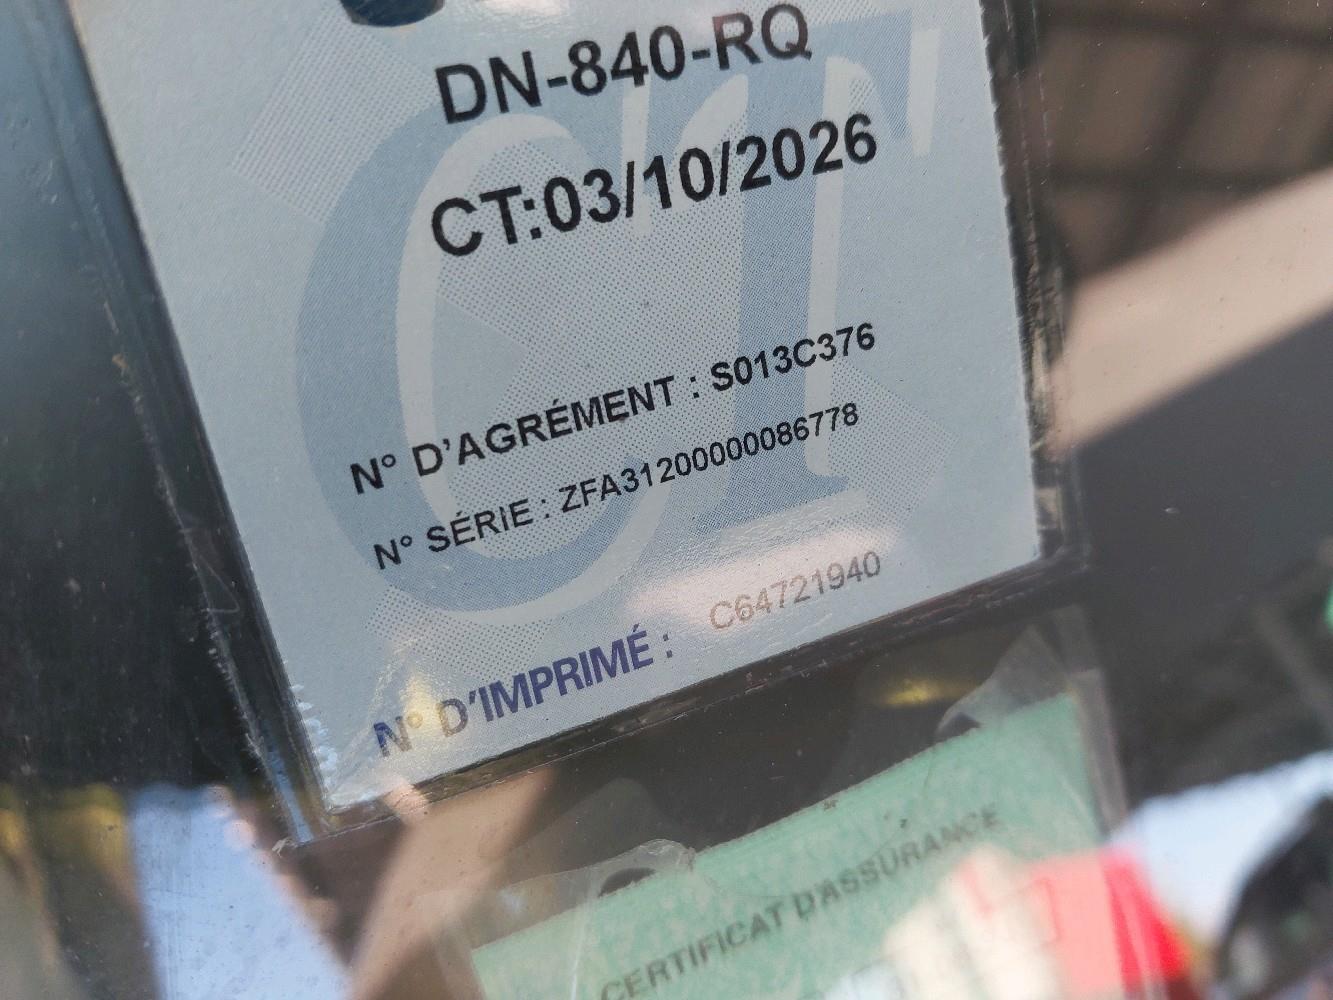 DN-840-RQ
CT:03/10/2026
N° D'AGRÉMENT : S013C376
N° SÉRIE : ZFA31200000086778
N° D'IMPRIMÉ : C64721940
CERTIFICAT D'ASSURANCE